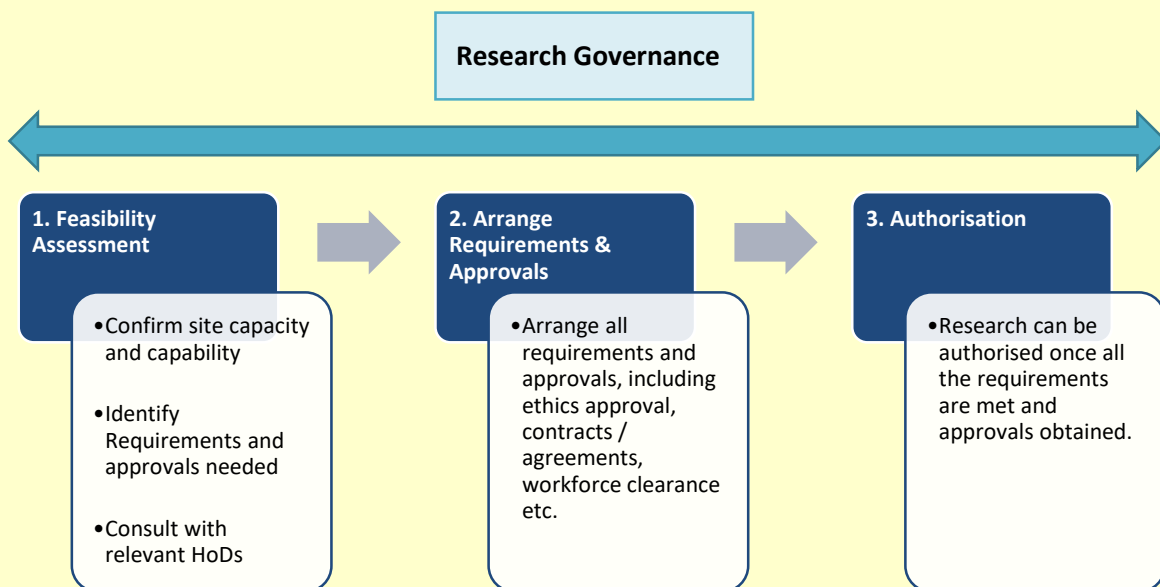 Research Governance
1. Feasibility
Assessment
•Confirm site capacity
and capability
•Identify
Requirements and
approvals needed
•Consult with
relevant HoDs
2. Arrange
Requirements &
Approvals
•Arrange all
requirements and
approvals, including
ethics approval,
contracts /
agreements,
workforce clearance
etc.
3. Authorisation
•Research can be
authorised once all
the requirements
are met and
approvals obtained.